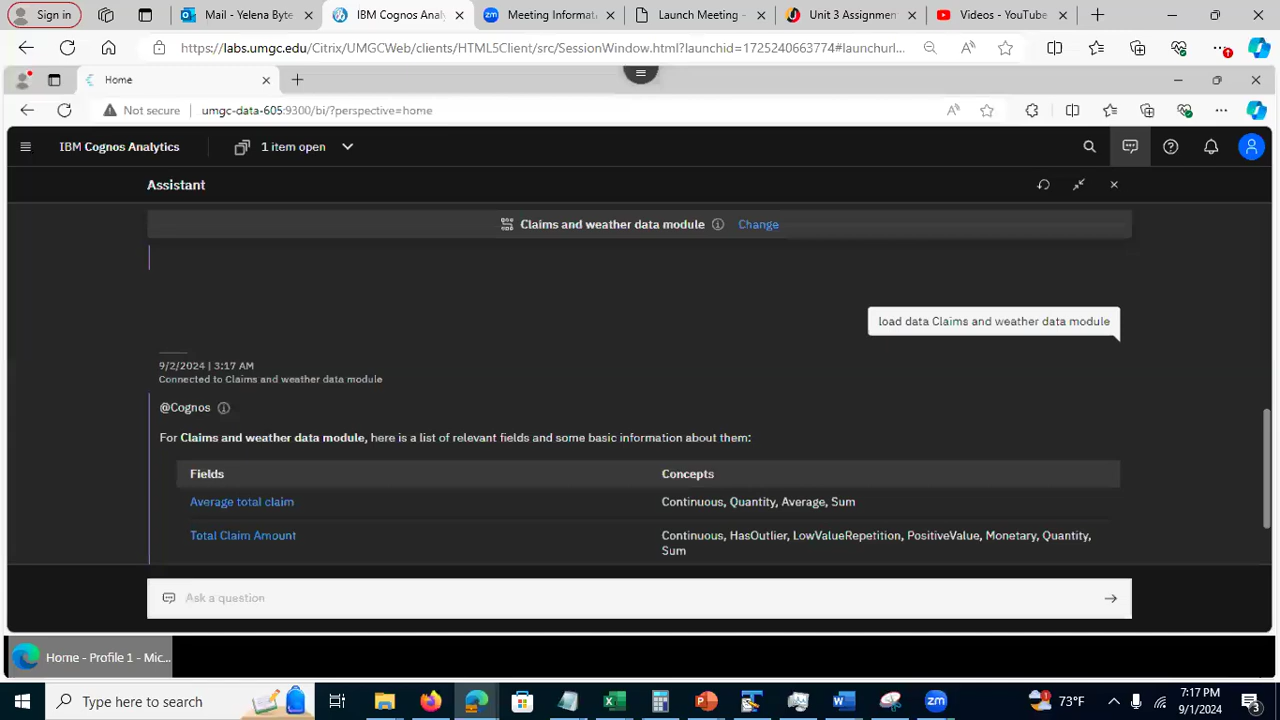 Sign in
Mail - Yalena Byte
IBM Cognos Analy
Meeting Informat
Launch Meeting -
Unit 3 Assignmen
Videos - YouTube
https://labs.umgc.edu/Citrix/UMGCWeb/clients/HTML5Client/src/SessionWindow.html?launchid=1725240663774#launchurl...
Home
Not secure
umgc-data-605:9300/bi/?perspective=home
IBM Cognos Analytics
1 item open
Assistant
Claims and weather data module
Change
load data Claims and weather data module
9/2/2024 | 3:17 AM
Connected to Claims and weather data module
@Cognos
For Claims and weather data module, here is a list of relevant fields and some basic information about them:
Fields
Concepts
Average total claim
Continuous, Quantity, Average, Sum
Total Claim Amount
Continuous, HasOutlier, LowValueRepetition, PositiveValue, Monetary, Quantity,
Sum
Ask a question
Home - Profile 1 - Mic...
Type here to search
73°F
7:17 PM
9/1/2024
3